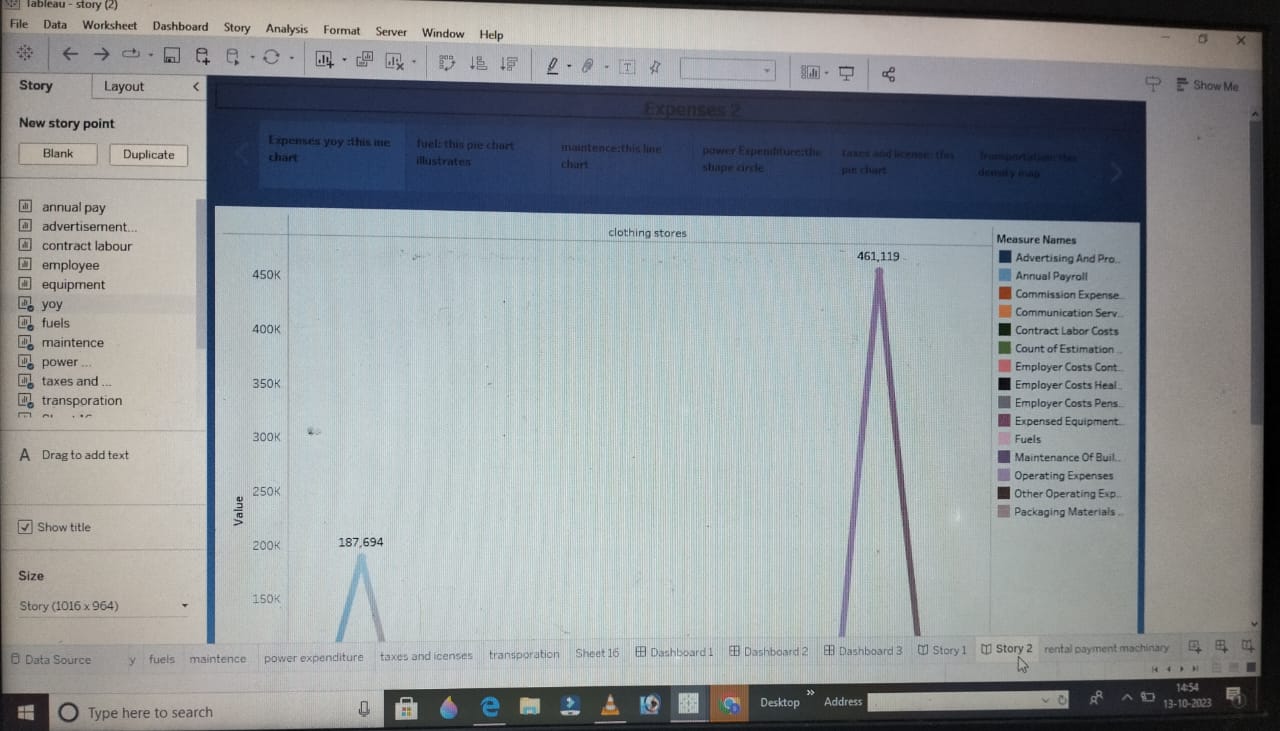 Tableau - story (2)
File Data Worksheet Dashboard Story Analysis Format Server Window Help
Story Layout
Show Me
New story point
Blank Duplicate
annual pay
advertisement...
contract labour
employee
equipment
yoy
fuels
maintence
power ...
taxes and ...
transporation
A Drag to add text
Show title
Size
Story (1016 x 964)
Expenses 2
Expenses yoy :this ine
chart
fuel: this pie chart
illustrates
maintence:this line
chart
power Expenditure:the
shape circle
taxes and license: this
pie chart
Transportation:this
density map
clothing stores
461,119
187,694
Value
450K
400K
350K
300K
250K
200K
150K
Measure Names
Advertising And Pro..
Annual Payroll
Commission Expense..
Communication Serv..
Contract Labor Costs
Count of Estimation ..
Employer Costs Cont..
Employer Costs Heal..
Employer Costs Pens..
Expensed Equipment..
Fuels
Maintenance Of Buil..
Operating Expenses
Other Operating Exp..
Packaging Materials ..
Data Source y fuels maintence power expenditure taxes and icenses transporation Sheet 16 Dashboard 1 Dashboard 2 Dashboard 3 Story 1 Story 2 rental payment machinary
Type here to search
Desktop » Address
14:54
13-10-2023
1